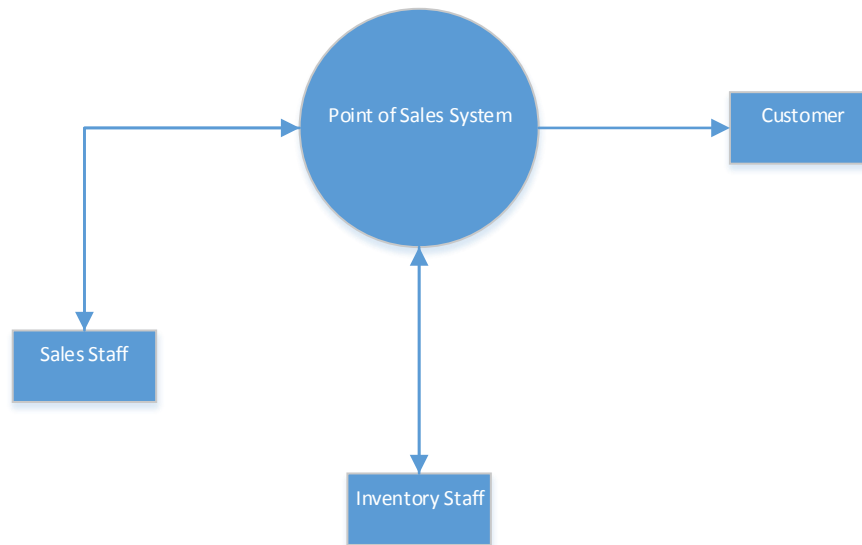 Point of Sales System
Customer
Sales Staff
Inventory Staff